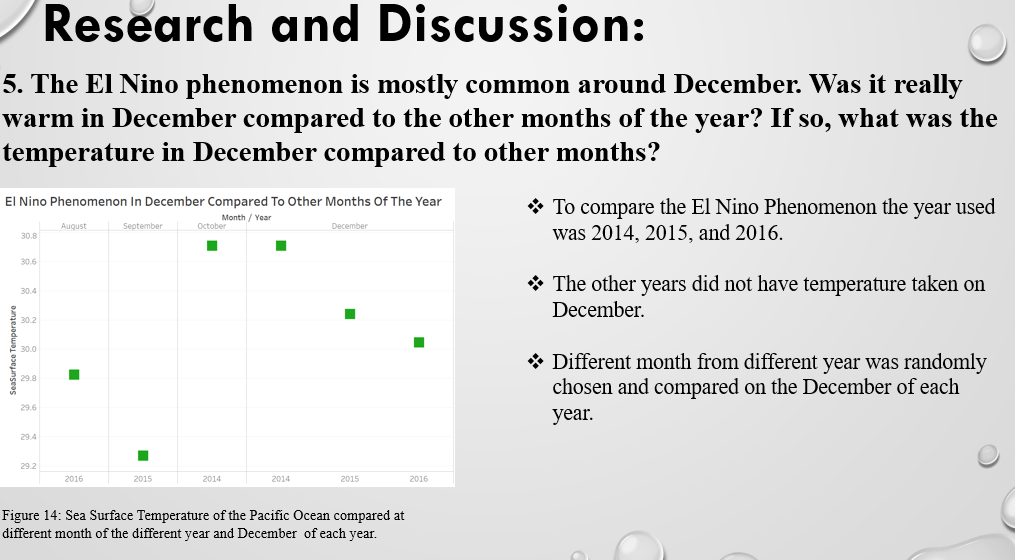 Research and Discussion:
5. The El Nino phenomenon is mostly common around December. Was it really
warm in December compared to the other months of the year? If so, what was the
temperature in December compared to other months?
El Nino Phenomenon In December Compared To Other Months Of The Year
Month / Year
August September October December
30.8
30.6
30.4
30.2
30.0
29.8
29.6
29.4
29.2
SeaSurface Temperature
2016 2015 2014 2014 2015 2016
Figure 14: Sea Surface Temperature of the Pacific Ocean compared at
different month of the different year and December of each year.
❖ To compare the El Nino Phenomenon the year used
was 2014, 2015, and 2016.
❖ The other years did not have temperature taken on
December.
❖ Different month from different year was randomly
chosen and compared on the December of each
year.